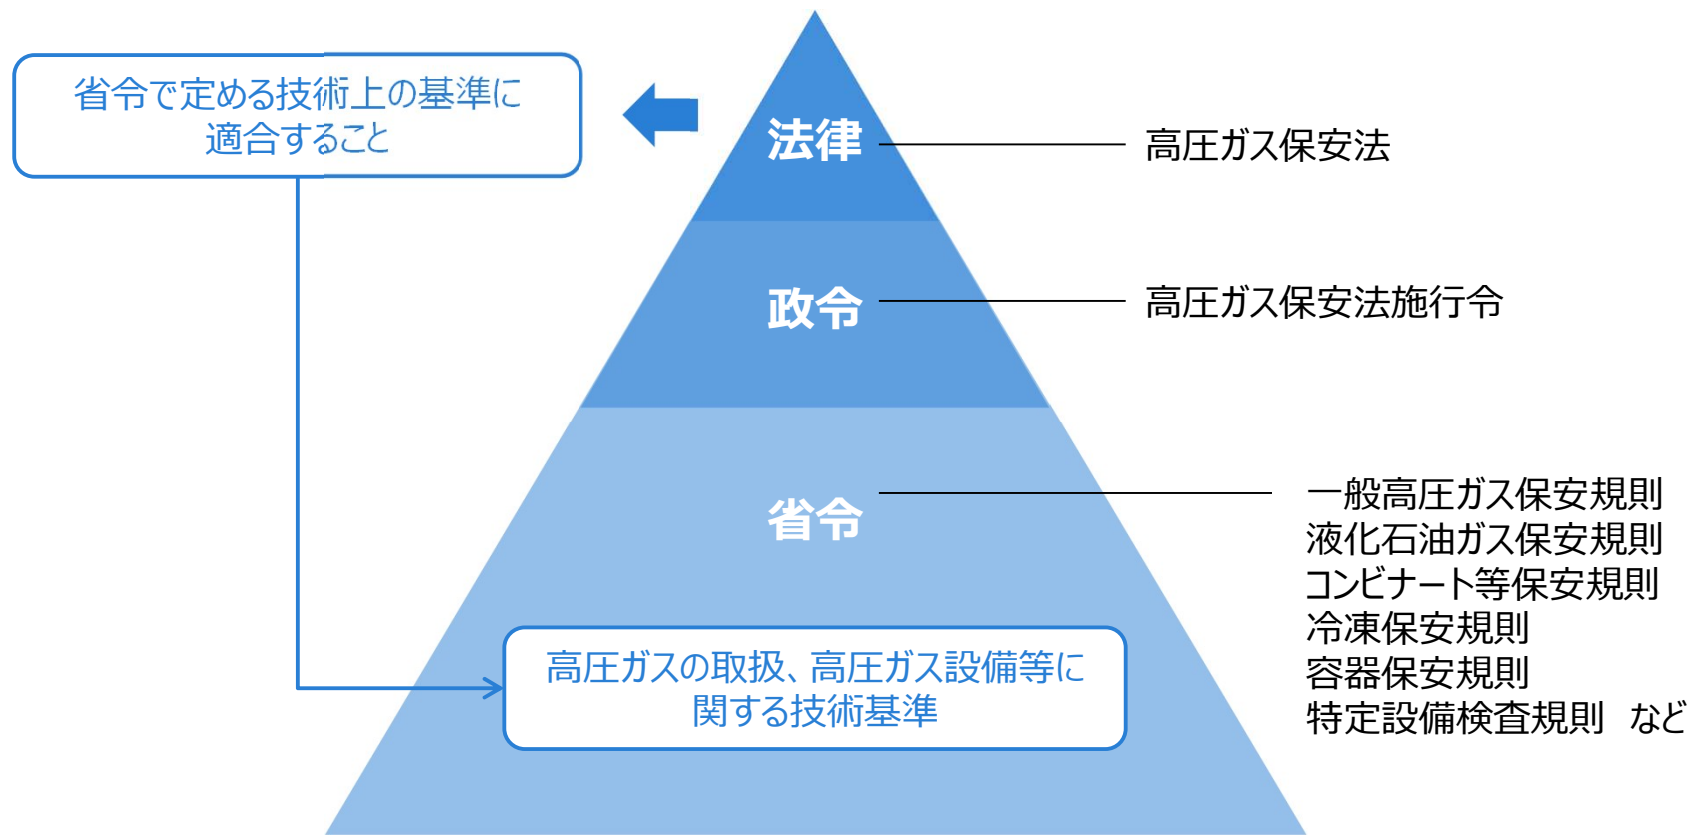 省令で定める技術上の基準に
適合すること
法律
高圧ガス保安法
政令
高圧ガス保安法施行令
省令
一般高圧ガス保安規則
液化石油ガス保安規則
コンビナート等保安規則
冷凍保安規則
容器保安規則
特定設備検査規則 など
高圧ガスの取扱、高圧ガス設備等に
関する技術基準